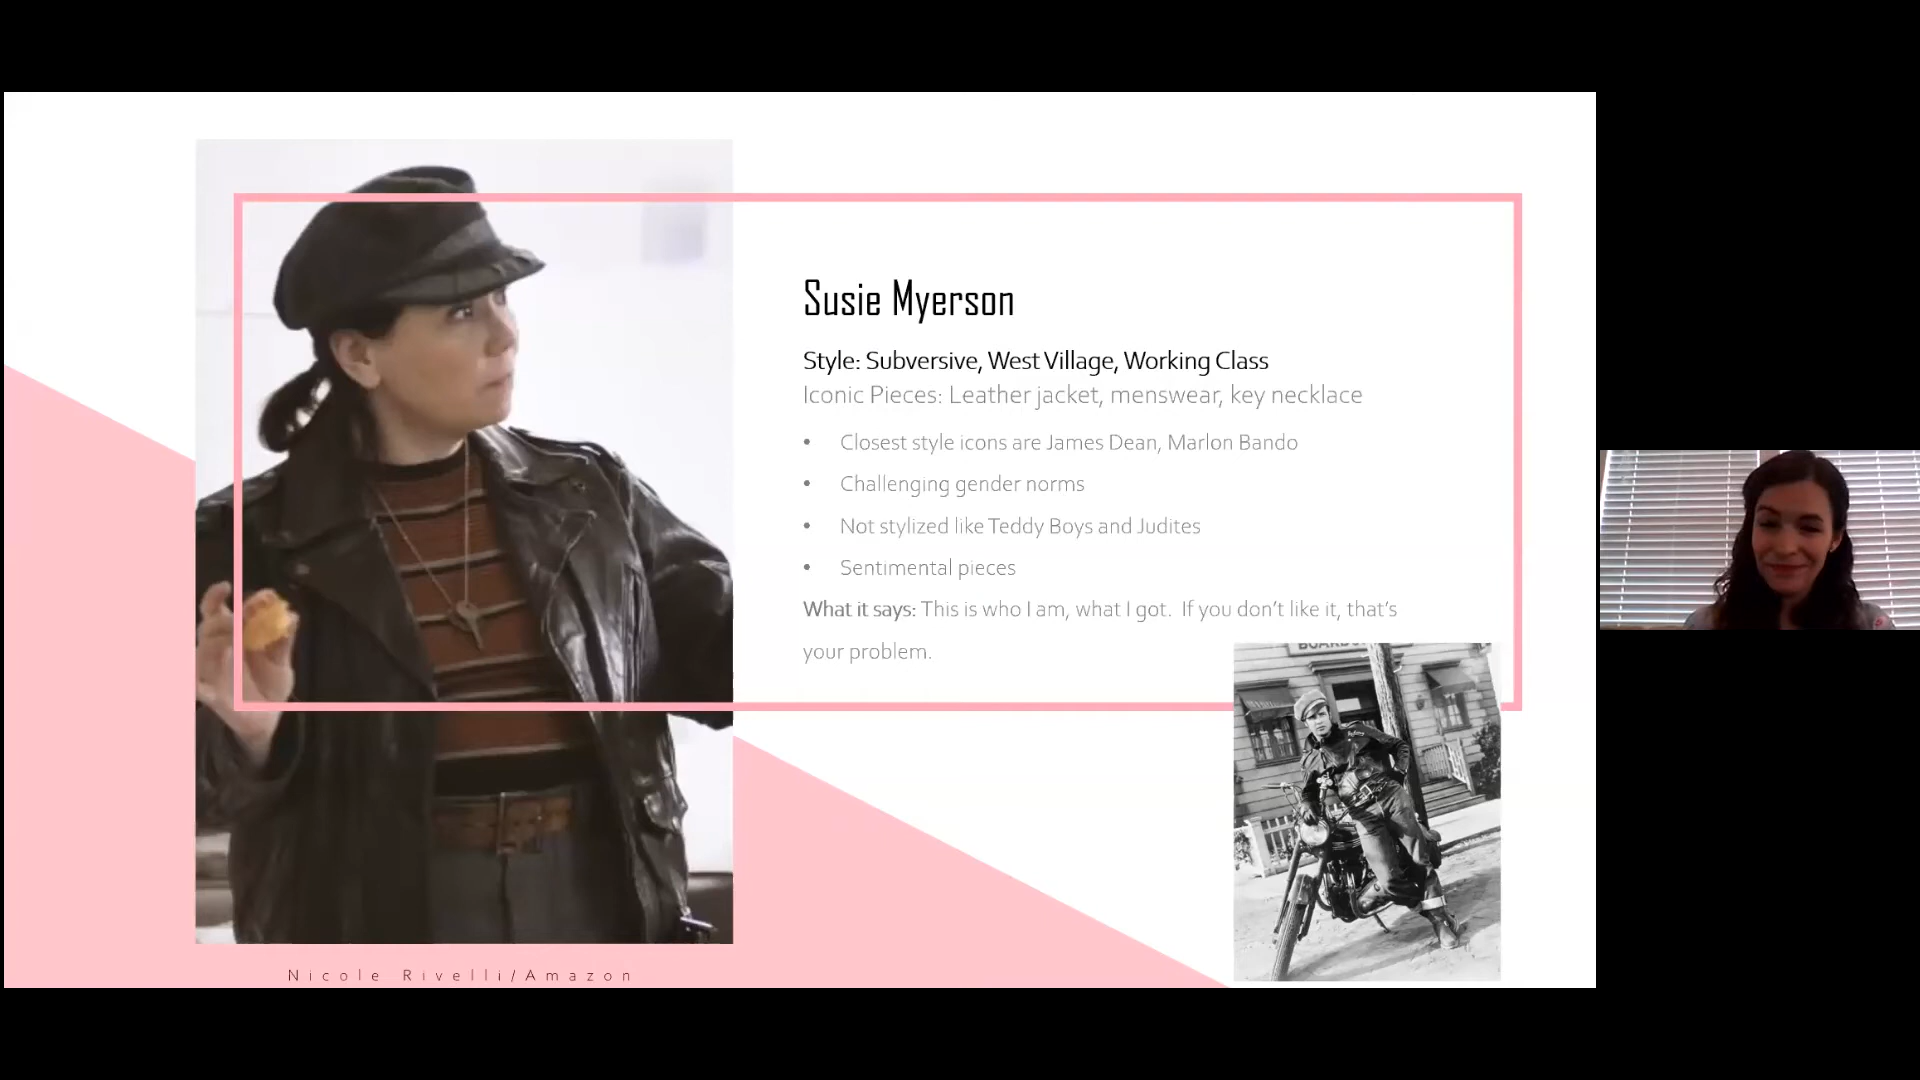 Susie Myerson
Style: Subversive, West Village, Working Class
Iconic Pieces: Leather jacket, menswear, key necklace
• Closest style icons are James Dean, Marlon Bando
• Challenging gender norms
• Not stylized like Teddy Boys and Judites
• Sentimental pieces
What it says: This is who I am, what I got. If you don't like it, that's
your problem.
Nicole Rivelli/Amazon